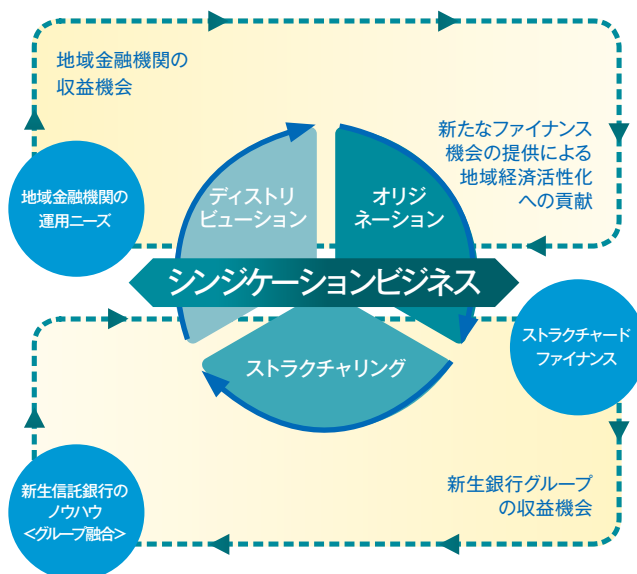 地域金融機関の
収益機会
新たなファイナンス
機会の提供による
地域経済活性化
への貢献
地域金融機関の
運用ニーズ
ディストリ
ビューション
オリジ
ネーション
シンジケーションビジネス
ストラクチャリング
ストラクチャード
ファイナンス
新生信託銀行の
ノウハウ
<グループ融合>
新生銀行グループ
の収益機会